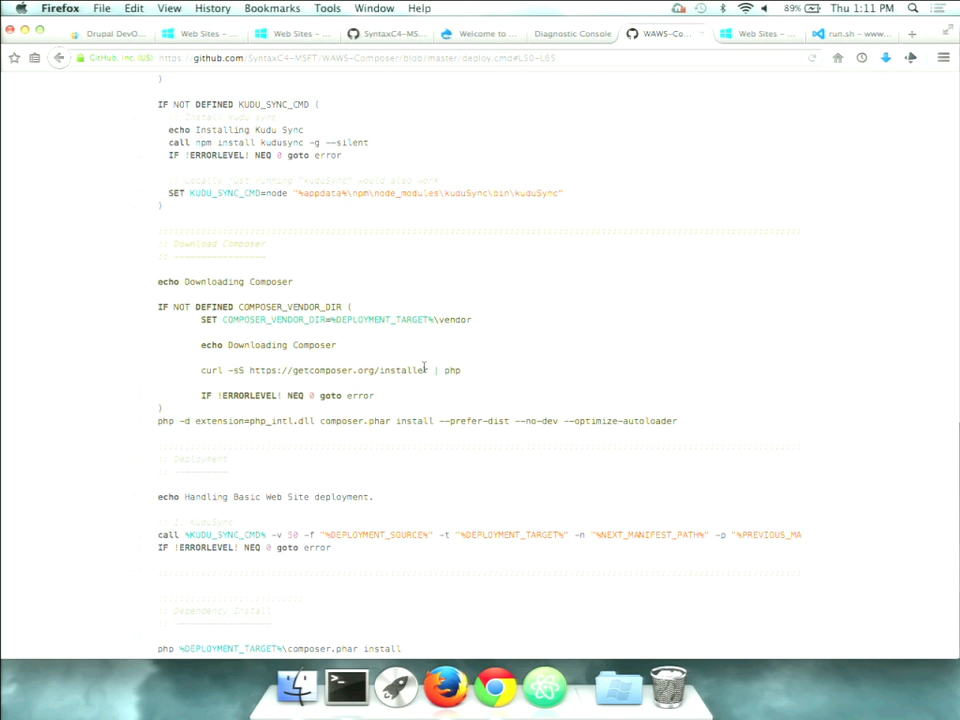 Firefox File Edit View History Bookmarks Tools Window Help 89% Thu 1:11 PM
Drupal DevO... Web Sites – ... Web Sites – ... SyntaxC4–MS... Welcome to ... Diagnostic Console WAWS–Co... Web Sites – ... run.sh – www...
GitHub, Inc. (US) https://github.com/SyntaxC4-MSFT/WAWS-Composer/blob/master/deploy.cmd#L50-L65
)
IF NOT DEFINED KUDU_SYNC_CMD (
:: Install kudu sync
echo Installing Kudu Sync
call npm install kudusync -g --silent
IF !ERRORLEVEL! NEQ 0 goto error
:: Locally just running "kuduSync" would also work
SET KUDU_SYNC_CMD=node "%appdata%\npm\node_modules\kuduSync\bin\kuduSync"
)
:: Download Composer
:: -----------------
echo Downloading Composer
IF NOT DEFINED COMPOSER_VENDOR_DIR (
SET COMPOSER_VENDOR_DIR=%DEPLOYMENT_TARGET%\vendor
echo Downloading Composer
curl -sS https://getcomposer.org/installer | php
IF !ERRORLEVEL! NEQ 0 goto error
)
php -d extension=php_intl.dll composer.phar install --prefer-dist --no-dev --optimize-autoloader
:: Deployment
:: ----------
echo Handling Basic Web Site deployment.
:: 1. KuduSync
call %KUDU_SYNC_CMD% -v 50 -f "%DEPLOYMENT_SOURCE%" -t "%DEPLOYMENT_TARGET%" -n "%NEXT_MANIFEST_PATH%" -p "%PREVIOUS_MA
IF !ERRORLEVEL! NEQ 0 goto error
:: Dependency Install
:: ------------------
php %DEPLOYMENT_TARGET%\composer.phar install